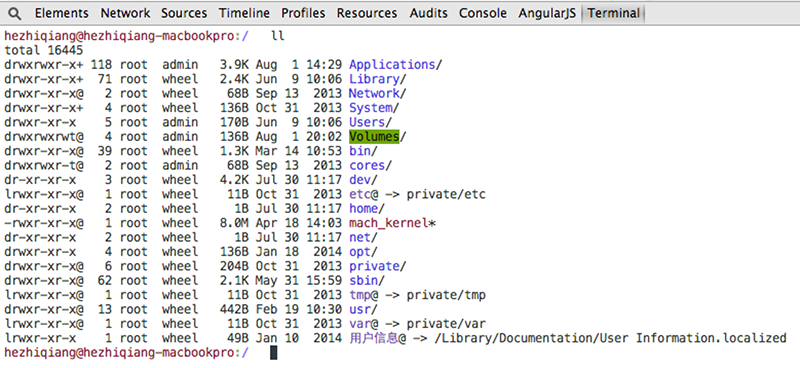 Elements Network Sources Timeline Profiles Resources Audits Console AngularJS Terminal
hezhiqiang@hezhiqiang-macbookpro:/ ll
total 16445
drwxrwxr-x+ 118 root admin 3.9K Aug 1 14:29 Applications/
drwxr-xr-x+ 71 root wheel 2.4K Jun 9 10:06 Library/
drwxr-xr-x@ 2 root wheel 68B Sep 13 2013 Network/
drwxr-xr-x+ 4 root wheel 136B Oct 31 2013 System/
drwxr-xr-x 5 root admin 170B Jun 9 10:06 Users/
drwxrwxrwt@ 4 root admin 136B Aug 1 20:02 Volumes/
drwxr-xr-x@ 39 root wheel 1.3K Mar 14 10:53 bin/
drwxrwxr-t@ 2 root admin 68B Sep 13 2013 cores/
dr-xr-xr-x 3 root wheel 4.2K Jul 30 11:17 dev/
lrwxr-xr-x@ 1 root wheel 11B Oct 31 2013 etc@ -> private/etc
dr-xr-xr-x 2 root wheel 1B Jul 30 11:17 home/
-rwxr-xr-x@ 1 root wheel 8.0M Apr 18 14:03 mach_kernel*
dr-xr-xr-x 2 root wheel 1B Jul 30 11:17 net/
drwxr-xr-x 4 root wheel 136B Jan 18 2014 opt/
drwxr-xr-x@ 6 root wheel 204B Oct 31 2013 private/
drwxr-xr-x@ 62 root wheel 2.1K May 31 15:59 sbin/
lrwxr-xr-x@ 1 root wheel 11B Oct 31 2013 tmp@ -> private/tmp
drwxr-xr-x@ 13 root wheel 442B Feb 19 10:30 usr/
lrwxr-xr-x@ 1 root wheel 11B Oct 31 2013 var@ -> private/var
lrwxr-xr-x 1 root wheel 49B Jan 10 2014 用户信息@ -> /Library/Documentation/User Information.localized
hezhiqiang@hezhiqiang-macbookpro:/